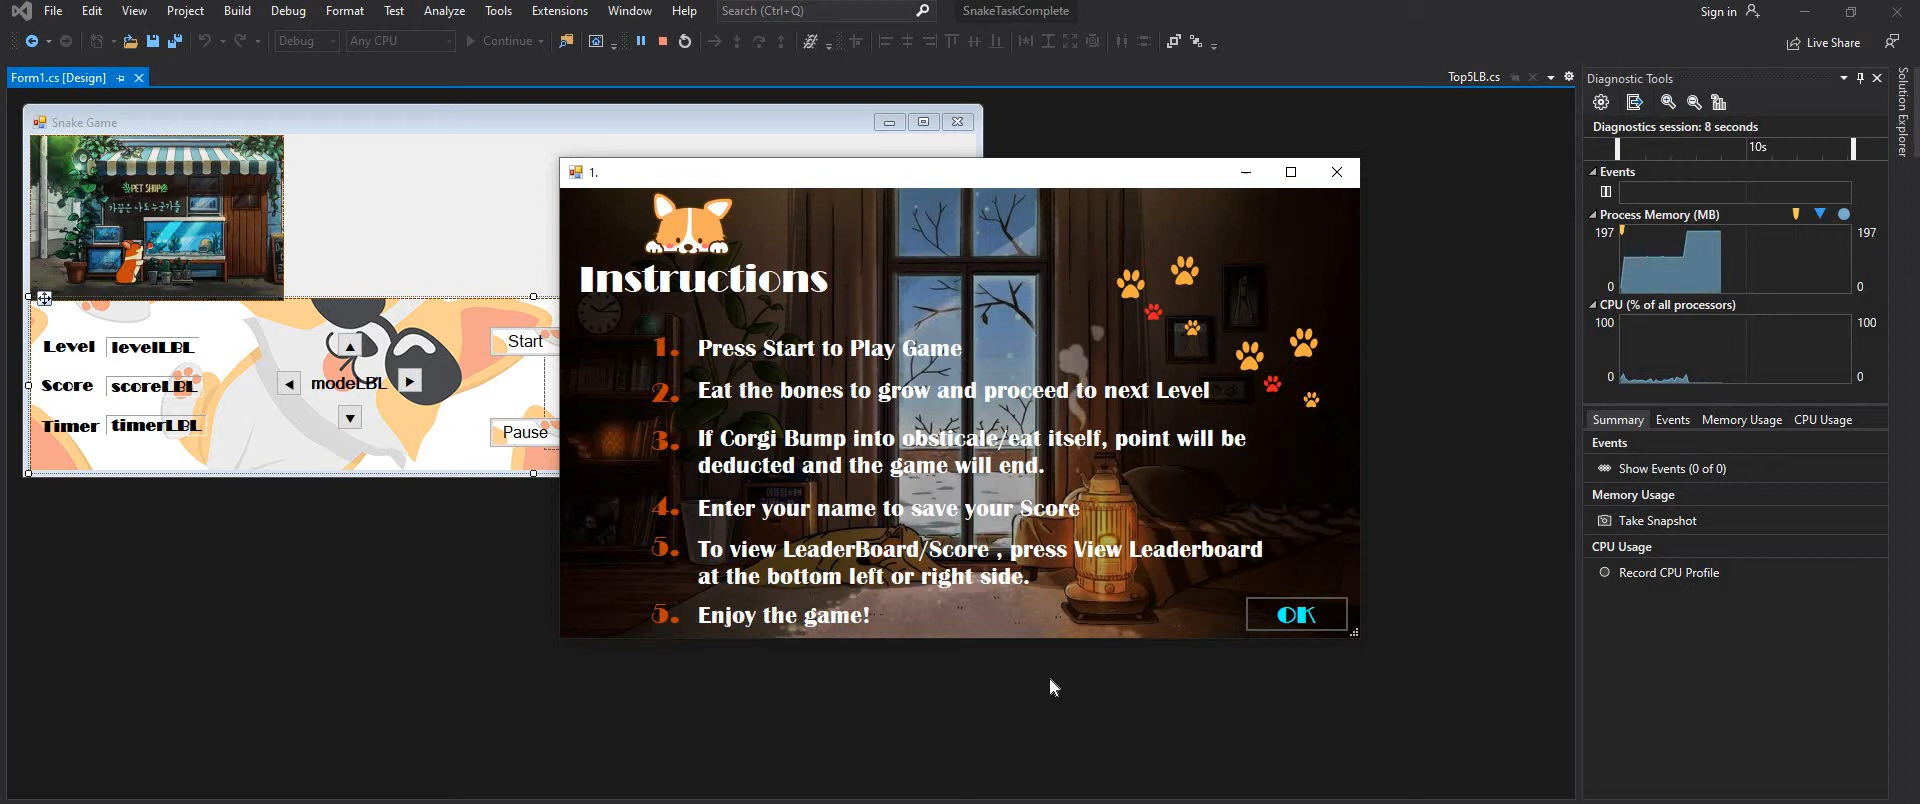 File Edit View Project Build Debug Format Test Analyze Tools Extensions Window Help Search (Ctrl+Q) SnakeTaskComplete Sign in
Debug Any CPU Continue Live Share
Form1.cs [Design] Top5LB.cs
Snake Game
PET SHOP
Level levelLBL
Score scoreLBL
Timer timerLBL
modeLBL
Start
Pause
1.
Instructions
1. Press Start to Play Game
2. Eat the bones to grow and proceed to next Level
3. If Corgi Bump into obsticale/eat itself, point will be
deducted and the game will end.
4. Enter your name to save your Score
5. To view LeaderBoard/Score , press View Leaderboard
at the bottom left or right side.
5. Enjoy the game!
OK
Diagnostic Tools
Diagnostics session: 8 seconds
10s
Events
Process Memory (MB)
197 197
0 0
CPU (% of all processors)
100 100
0 0
Summary Events Memory Usage CPU Usage
Events
Show Events (0 of 0)
Memory Usage
Take Snapshot
CPU Usage
Record CPU Profile
Solution Explorer